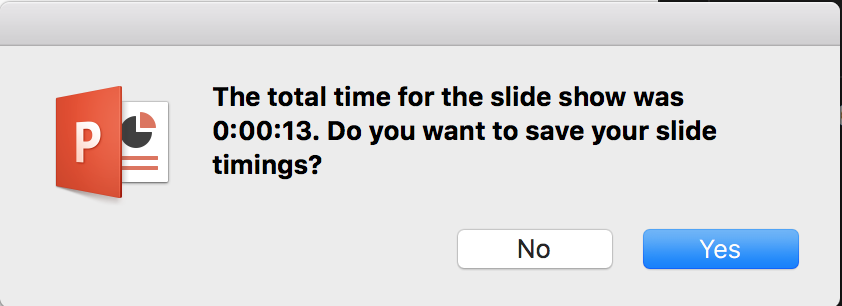 The total time for the slide show was
0:00:13. Do you want to save your slide
timings?
P
No
Yes